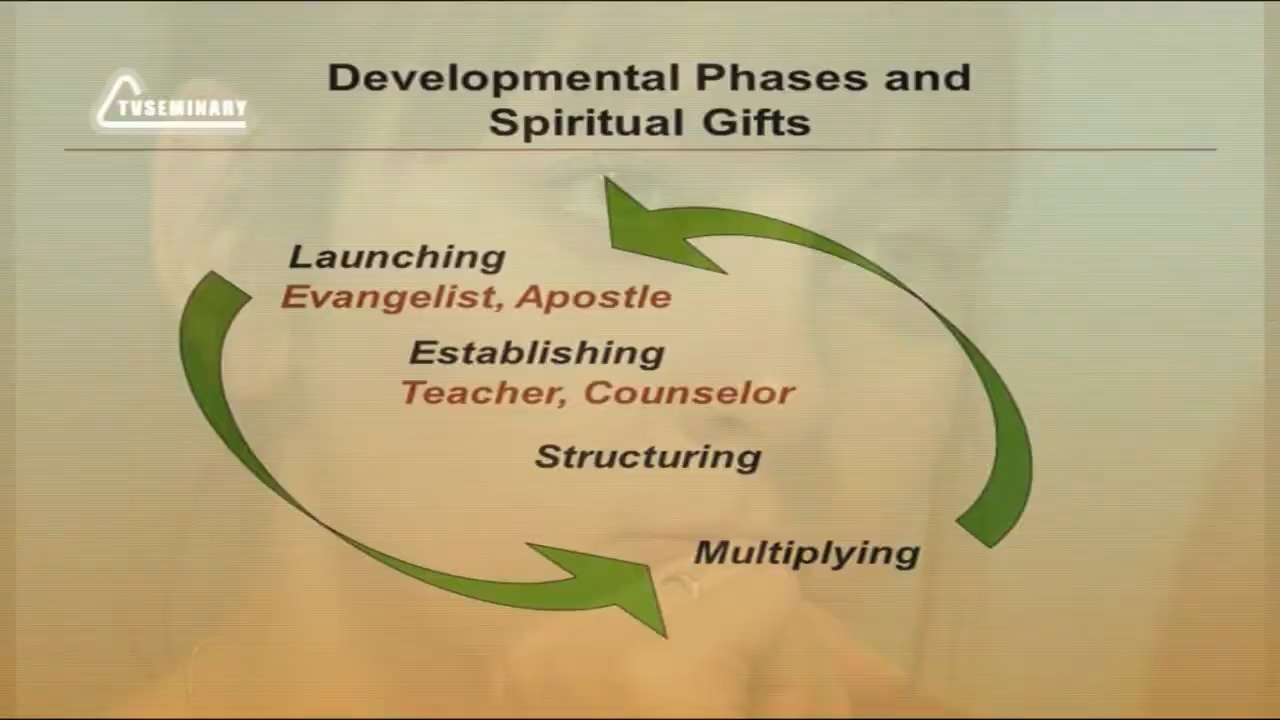 TVSEMINARY
Developmental Phases and
Spiritual Gifts
Launching
Evangelist, Apostle
Establishing
Teacher, Counselor
Structuring
Multiplying